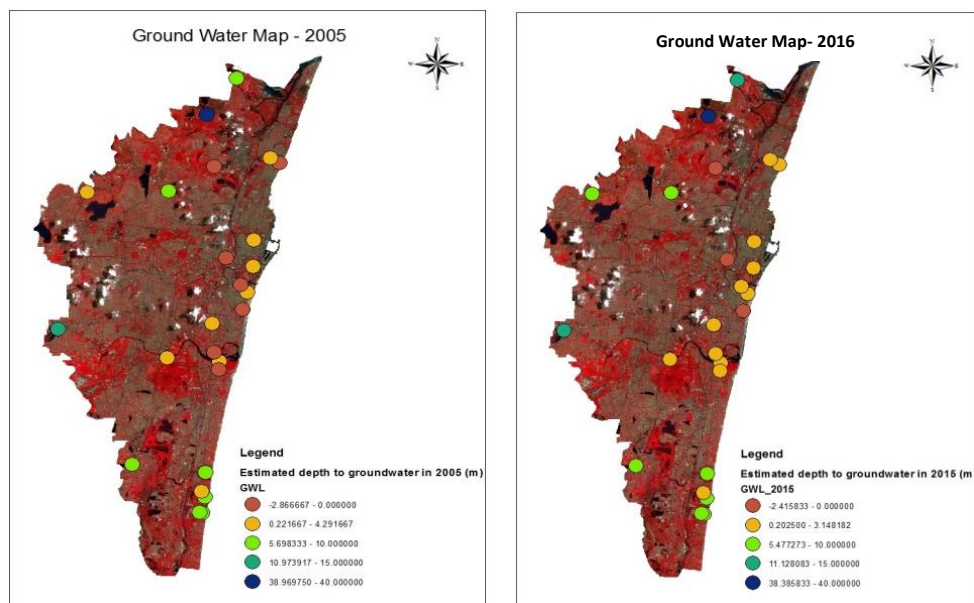 Ground Water Map - 2005
N
W
E
S
Legend
Estimated depth to groundwater in 2005 (m)
GWL
-2.866667 - 0.000000
0.221667 - 4.291667
5.698333 - 10.000000
10.973917 - 15.000000
38.969750 - 40.000000
Ground Water Map- 2016
N
W
E
S
Legend
Estimated depth to groundwater in 2015 (m
GWL_2015
-2.415833 - 0.000000
0.202500 - 3.148182
5.477273 - 10.000000
11.128083 - 15.000000
38.385833 - 40.000000